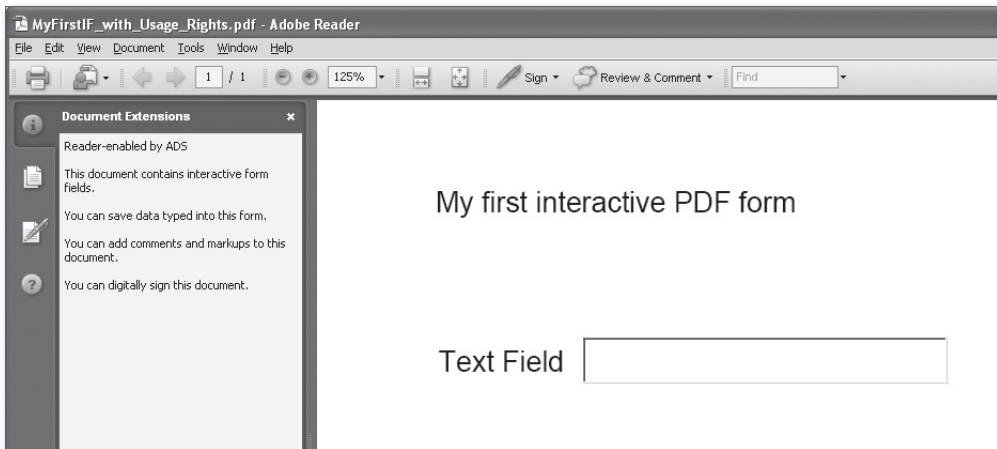 MyFirstIF_with_Usage_Rights.pdf - Adobe Reader
File Edit View Document Tools Window Help
1 / 1 125% Sign Review & Comment Find
Document Extensions ×
Reader-enabled by ADS
This document contains interactive form
fields.
You can save data typed into this form.
You can add comments and markups to this
document.
You can digitally sign this document.
My first interactive PDF form
Text Field